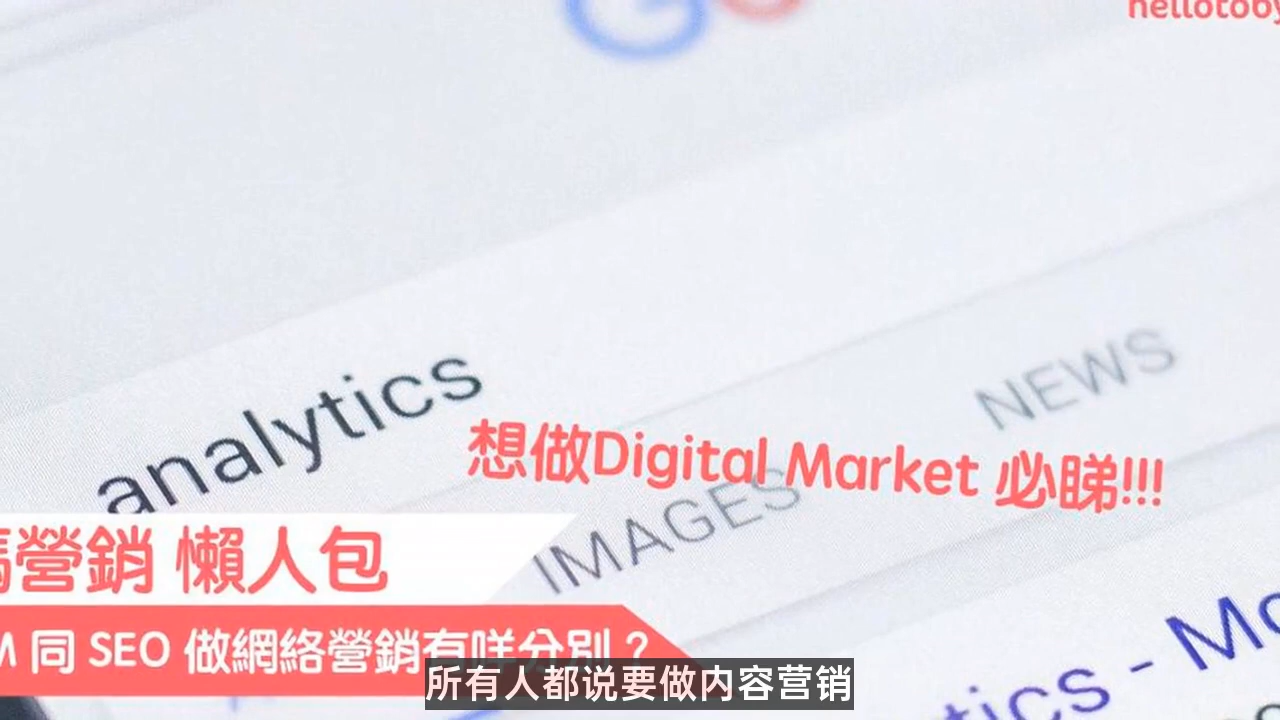 hellotoby
analytics
NEWS
想做Digital Market 必睇!!!
IMAGES
營銷 懶人包
M 同 SEO 做網絡營銷有咩分別？
tics - Mo
所有人都说要做内容营销